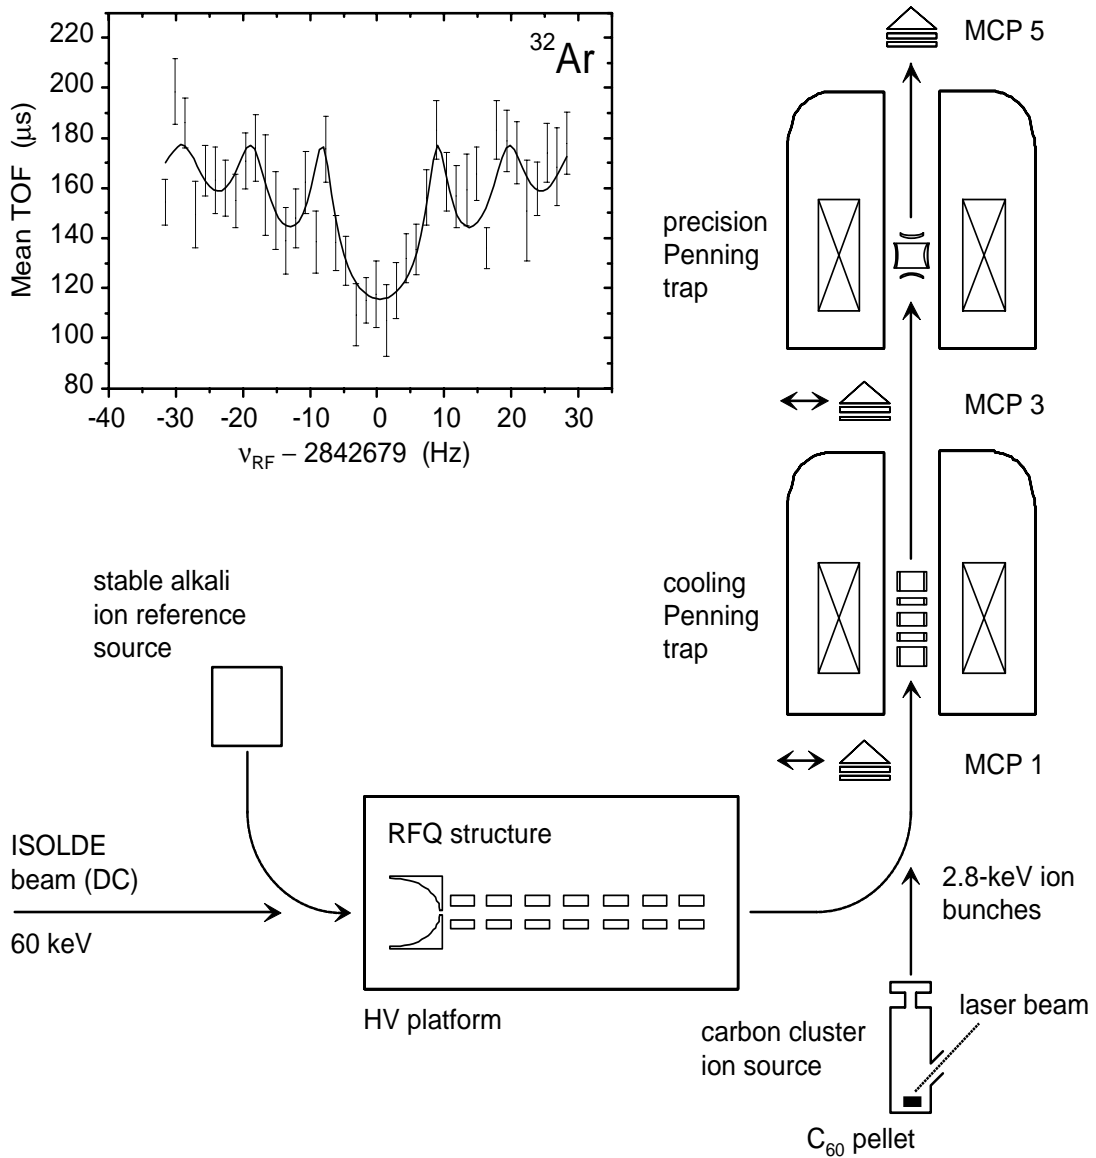 220
200
180
160
140
120
100
80
Mean TOF (µs)
³²Ar
-40 -30 -20 -10 0 10 20 30
ν_RF – 2842679 (Hz)
MCP 5
precision
Penning
trap
MCP 3
stable alkali
ion reference
source
cooling
Penning
trap
MCP 1
ISOLDE
beam (DC)
60 keV
RFQ structure
HV platform
2.8-keV ion
bunches
laser beam
carbon cluster
ion source
C₆₀ pellet